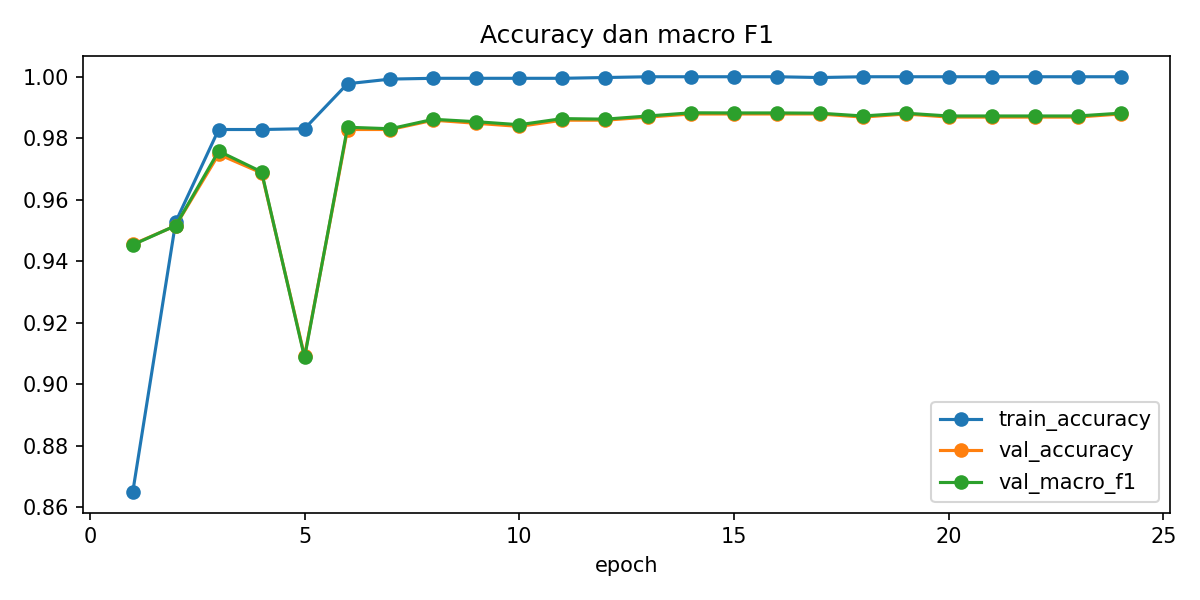 Accuracy dan macro F1
1.00
0.98
0.96
0.94
0.92
0.90
0.88
0.86
train_accuracy
val_accuracy
val_macro_f1
0 5 10 15 20 25
epoch